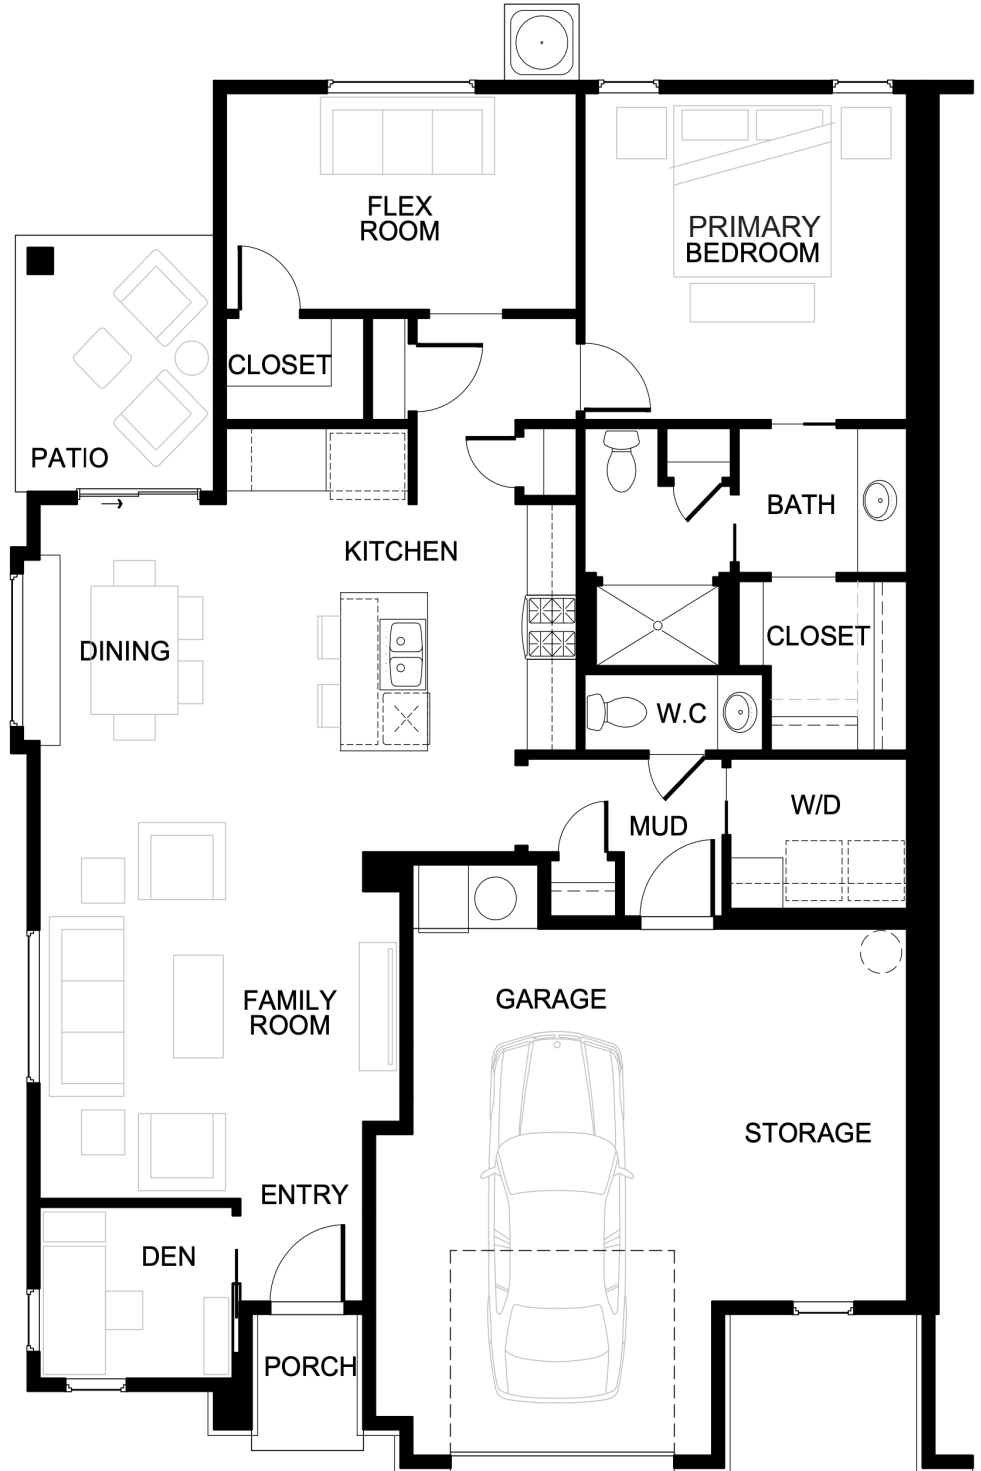 FLEX
ROOM
PRIMARY
BEDROOM
CLOSET
PATIO
BATH
KITCHEN
DINING
CLOSET
W.C
W/D
MUD
FAMILY
ROOM
GARAGE
STORAGE
ENTRY
DEN
PORCH